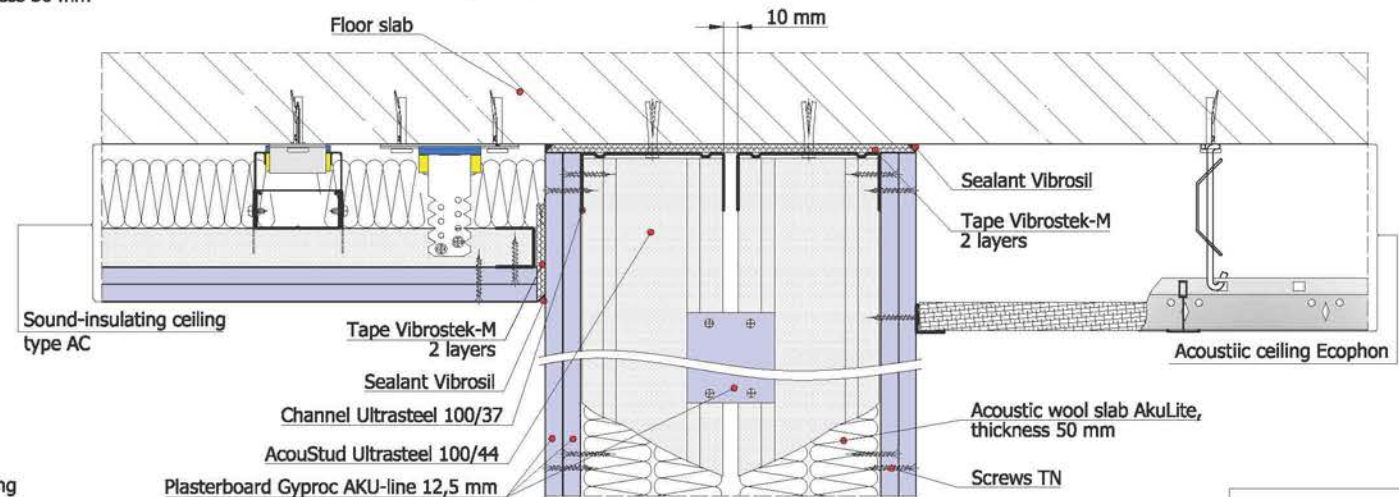 Floor slab
10 mm
Sealant Vibrosil
Tape Vibrostek-M
2 layers
Sound-insulating ceiling
type AC
Tape Vibrostek-M
2 layers
Sealant Vibrosil
Channel Ultrasteel 100/37
AcouStud Ultrasteel 100/44
Plasterboard Gyproc AKU-line 12,5 mm
Acoustiic ceiling Ecophon
Acoustic wool slab AkuLite,
thickness 50 mm
Screws TN